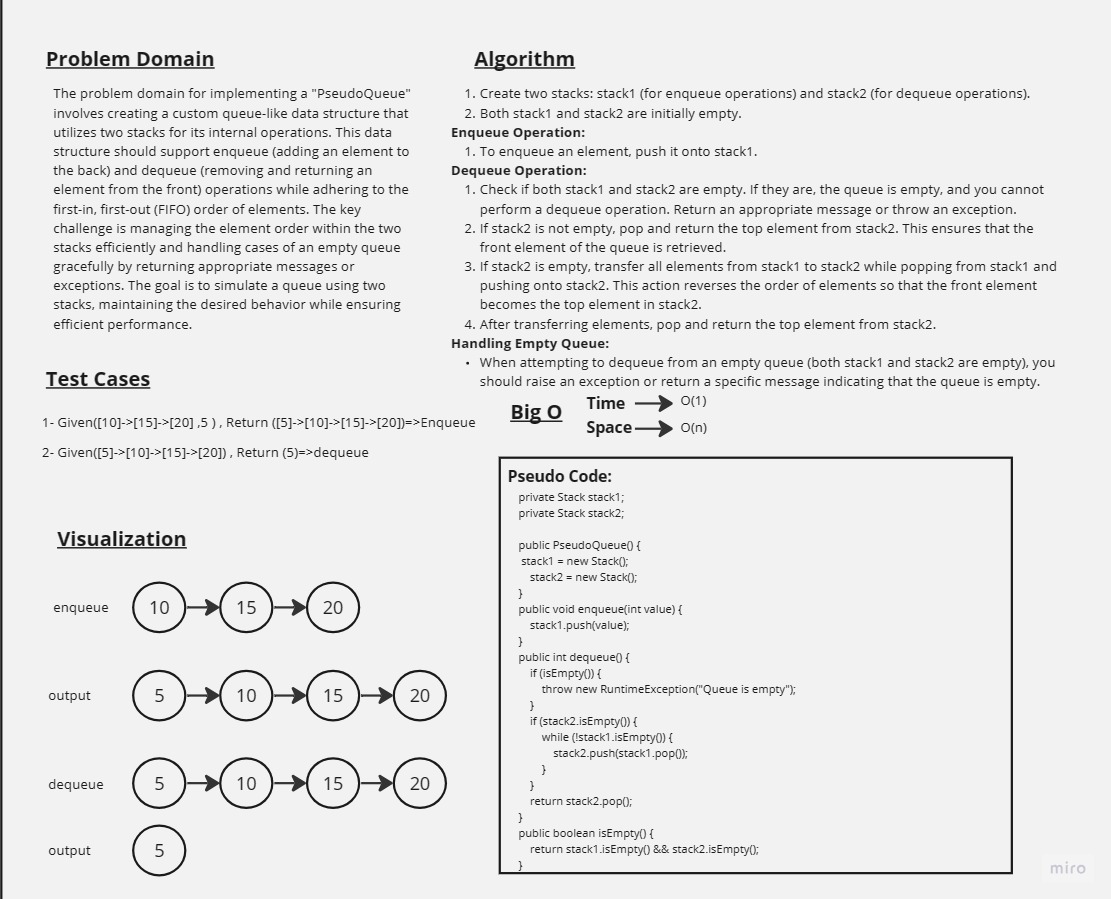 Problem Domain
The problem domain for implementing a "PseudoQueue"
involves creating a custom queue-like data structure that
utilizes two stacks for its internal operations. This data
structure should support enqueue (adding an element to
the back) and dequeue (removing and returning an
element from the front) operations while adhering to the
first-in, first-out (FIFO) order of elements. The key
challenge is managing the element order within the two
stacks efficiently and handling cases of an empty queue
gracefully by returning appropriate messages or
exceptions. The goal is to simulate a queue using two
stacks, maintaining the desired behavior while ensuring
efficient performance.
Test Cases
1- Given([10]->[15]->[20] ,5 ) , Return ([5]->[10]->[15]->[20])=>Enqueue
2- Given([5]->[10]->[15]->[20]) , Return (5)=>dequeue
Visualization
enqueue 10 15 20
output 5 10 15 20
dequeue 5 10 15 20
output 5
Algorithm
1. Create two stacks: stack1 (for enqueue operations) and stack2 (for dequeue operations).
2. Both stack1 and stack2 are initially empty.
Enqueue Operation:
1. To enqueue an element, push it onto stack1.
Dequeue Operation:
1. Check if both stack1 and stack2 are empty. If they are, the queue is empty, and you cannot
perform a dequeue operation. Return an appropriate message or throw an exception.
2. If stack2 is not empty, pop and return the top element from stack2. This ensures that the
front element of the queue is retrieved.
3. If stack2 is empty, transfer all elements from stack1 to stack2 while popping from stack1 and
pushing onto stack2. This action reverses the order of elements so that the front element
becomes the top element in stack2.
4. After transferring elements, pop and return the top element from stack2.
Handling Empty Queue:
• When attempting to dequeue from an empty queue (both stack1 and stack2 are empty), you
should raise an exception or return a specific message indicating that the queue is empty.
Big O
Time O(1)
Space O(n)
Pseudo Code:
private Stack stack1;
private Stack stack2;
public PseudoQueue() {
stack1 = new Stack();
stack2 = new Stack();
}
public void enqueue(int value) {
stack1.push(value);
}
public int dequeue() {
if (isEmpty()) {
throw new RuntimeException("Queue is empty");
}
if (stack2.isEmpty()) {
while (!stack1.isEmpty()) {
stack2.push(stack1.pop());
}
}
return stack2.pop();
}
public boolean isEmpty() {
return stack1.isEmpty() && stack2.isEmpty();
}
miro